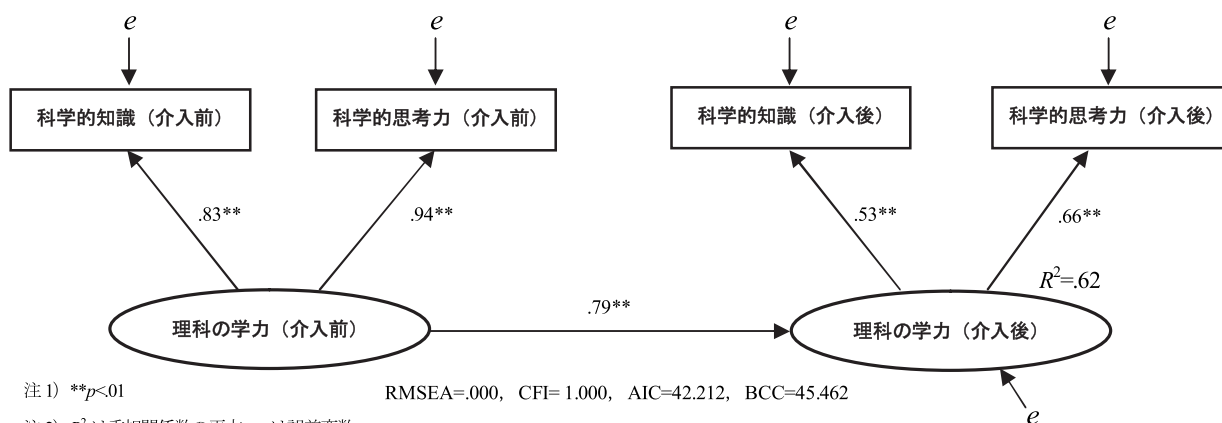 e
e
e
e
科学的知識（介入前）
科学的思考力（介入前）
科学的知識（介入後）
科学的思考力（介入後）
.83**
.94**
.53**
.66**
R²=.62
.79**
理科の学力（介入前）
理科の学力（介入後）
注 1）**p<.01
RMSEA=.000, CFI= 1.000, AIC=42.212, BCC=45.462
e